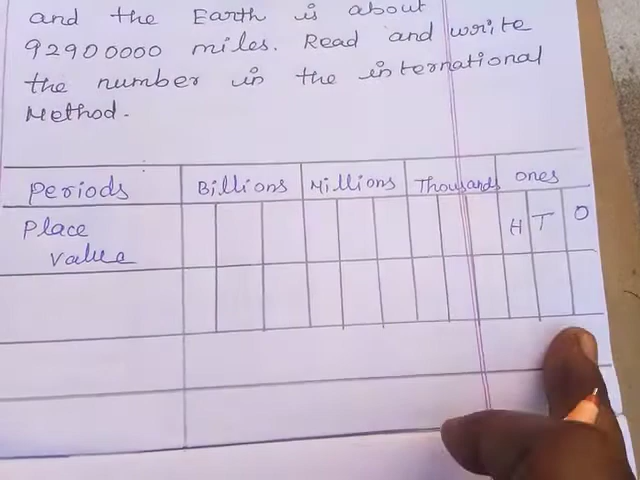 and the Earth is about
92900000 miles. Read and write
the number in the international
Method.
Periods Billions Millions Thousands ones
Place H T O
value